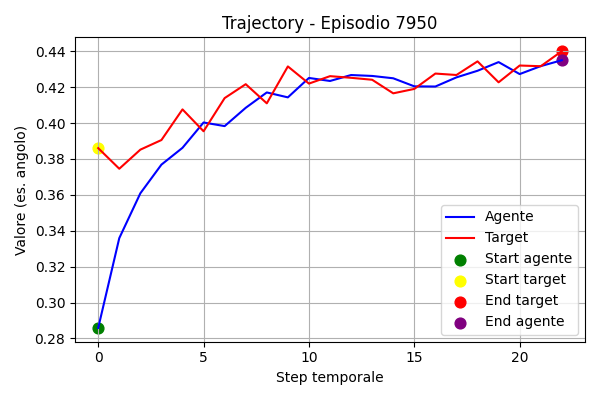 Trajectory - Episodio 7950
Valore (es. angolo)
0.44
0.42
0.40
0.38
0.36
0.34
0.32
0.30
0.28
Agente
Target
Start agente
Start target
End target
End agente
0 5 10 15 20
Step temporale